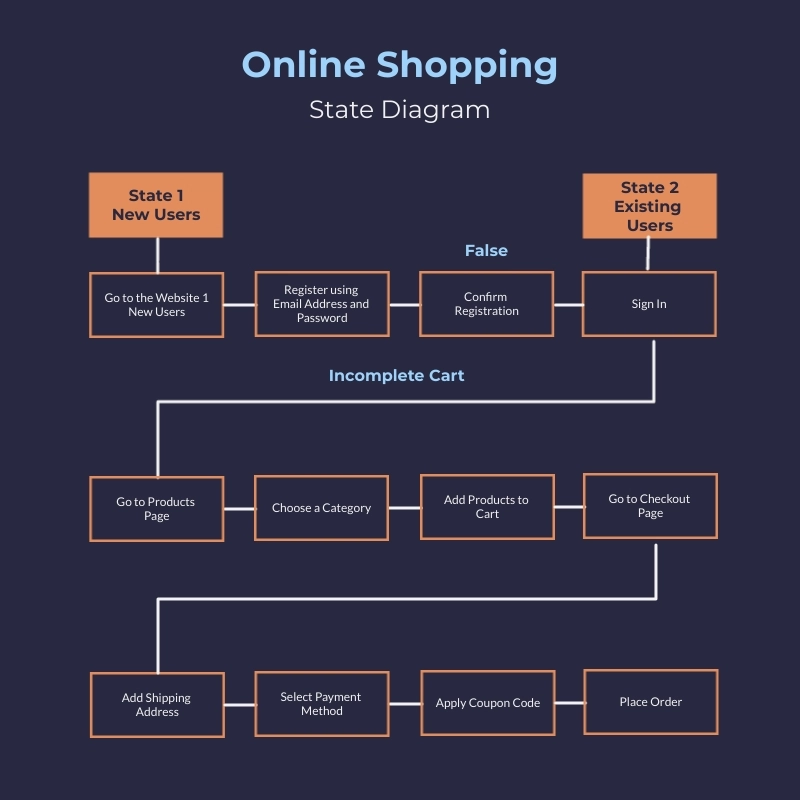 Online Shopping
State Diagram
State 1
New Users
State 2
Existing
Users
False
Go to the Website 1
New Users
Register using
Email Address and
Password
Confirm
Registration
Sign In
Incomplete Cart
Go to Products
Page
Choose a Category
Add Products to
Cart
Go to Checkout
Page
Add Shipping
Address
Select Payment
Method
Apply Coupon Code
Place Order